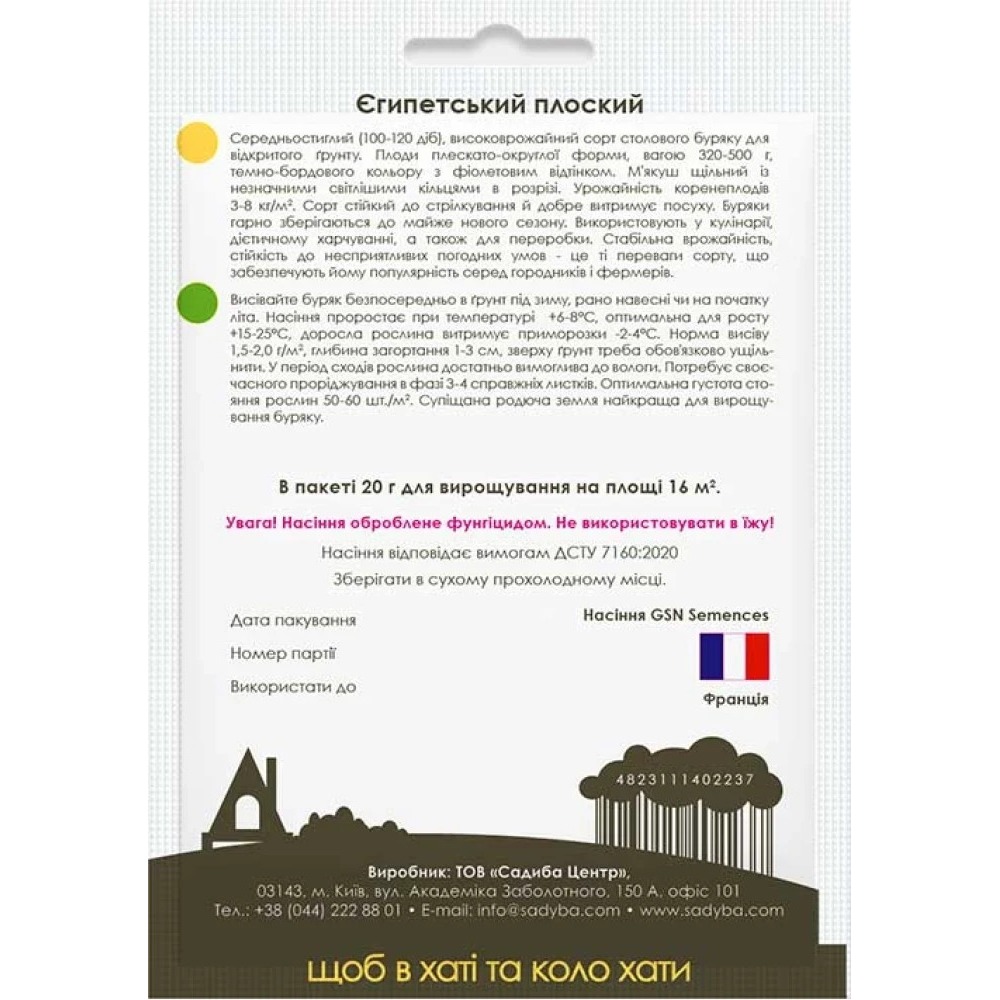 Єгипетський плоский
Середньостиглий (100-120 діб), високоврожайний сорт столового буряку для
відкритого ґрунту. Плоди плескато-округлої форми, вагою 320-500 г,
темно-бордового кольору з фіолетовим відтінком. М'якуш щільний із
незначними світлішими кільцями в розрізі. Урожайність коренеплодів
3-8 кг/м². Сорт стійкий до стрілкування й добре витримує посуху. Буряки
гарно зберігаються до майже нового сезону. Використовують у кулінарії,
дієтичному харчуванні, а також для переробки. Стабільна врожайність,
стійкість до несприятливих погодних умов - це ті переваги сорту, що
забезпечують йому популярність серед городників і фермерів.
Висівайте буряк безпосередньо в ґрунт під зиму, рано навесні чи на початку
літа. Насіння проростає при температурі +6-8°С, оптимальна для росту
+15-25°С, доросла рослина витримує приморозки -2-4°С. Норма висіву
1,5-2,0 г/м², глибина загортання 1-3 см, зверху ґрунт треба обов'язково ущіль-
нити. У період сходів рослина достатньо вимоглива до вологи. Потребує своє-
часного проріджування в фазі 3-4 справжніх листків. Оптимальна густота сто-
яння рослин 50-60 шт./м². Супіщана родюча земля найкраща для вирощу-
вання буряку.
В пакеті 20 г для вирощування на площі 16 м².
Увага! Насіння оброблене фунгіцидом. Не використовувати в їжу!
Насіння відповідає вимогам ДСТУ 7160:2020
Зберігати в сухому прохолодному місці.
Дата пакування
Номер партії
Використати до
Насіння GSN Semences
Франція
4823111402237
Виробник: ТОВ «Садиба Центр»,
03143, м. Київ, вул. Академіка Заболотного, 150 А, офіс 101
Тел.: +38 (044) 222 88 01 • E-mail: info@sadyba.com • www.sadyba.com
щоб в хаті та коло хати